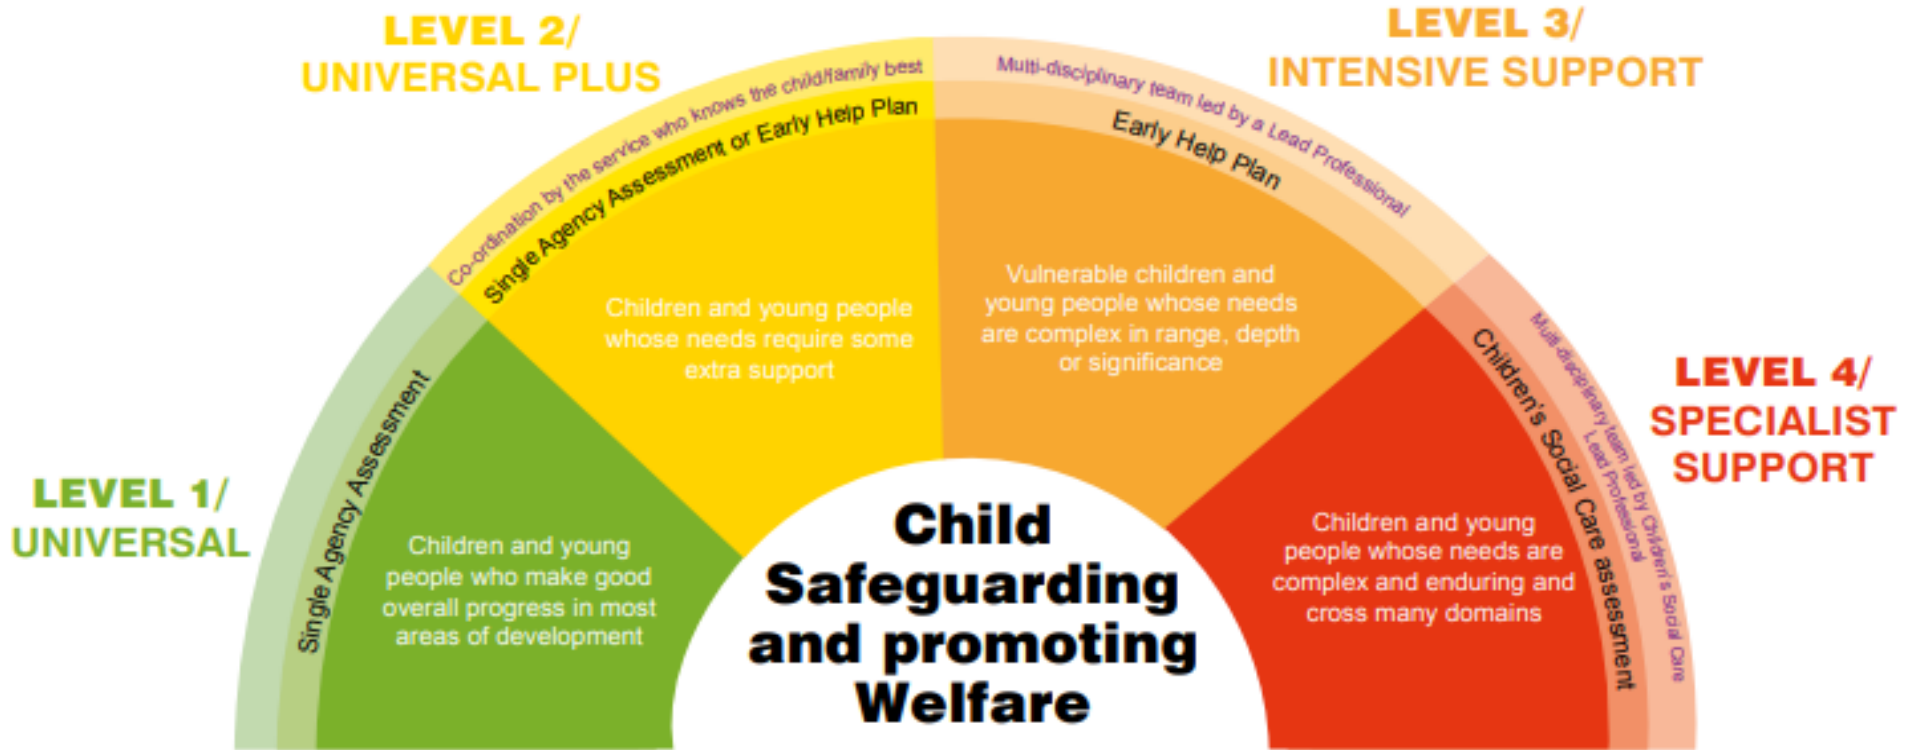 LEVEL 1/
UNIVERSAL
Single Agency Assessment
Children and young
people who make good
overall progress in most
areas of development
LEVEL 2/
UNIVERSAL PLUS
Co-ordination by the service who knows the child/family best
Single Agency Assessment or Early Help Plan
Children and young people
whose needs require some
extra support
LEVEL 3/
INTENSIVE SUPPORT
Multi-disciplinary team led by a Lead Professional
Early Help Plan
Vulnerable children and
young people whose needs
are complex in range, depth
or significance
LEVEL 4/
SPECIALIST
SUPPORT
Multi-disciplinary team led by Children's Social Care
Lead Professional
Children's Social Care assessment
Children and young
people whose needs are
complex and enduring and
cross many domains
Child
Safeguarding
and promoting
Welfare